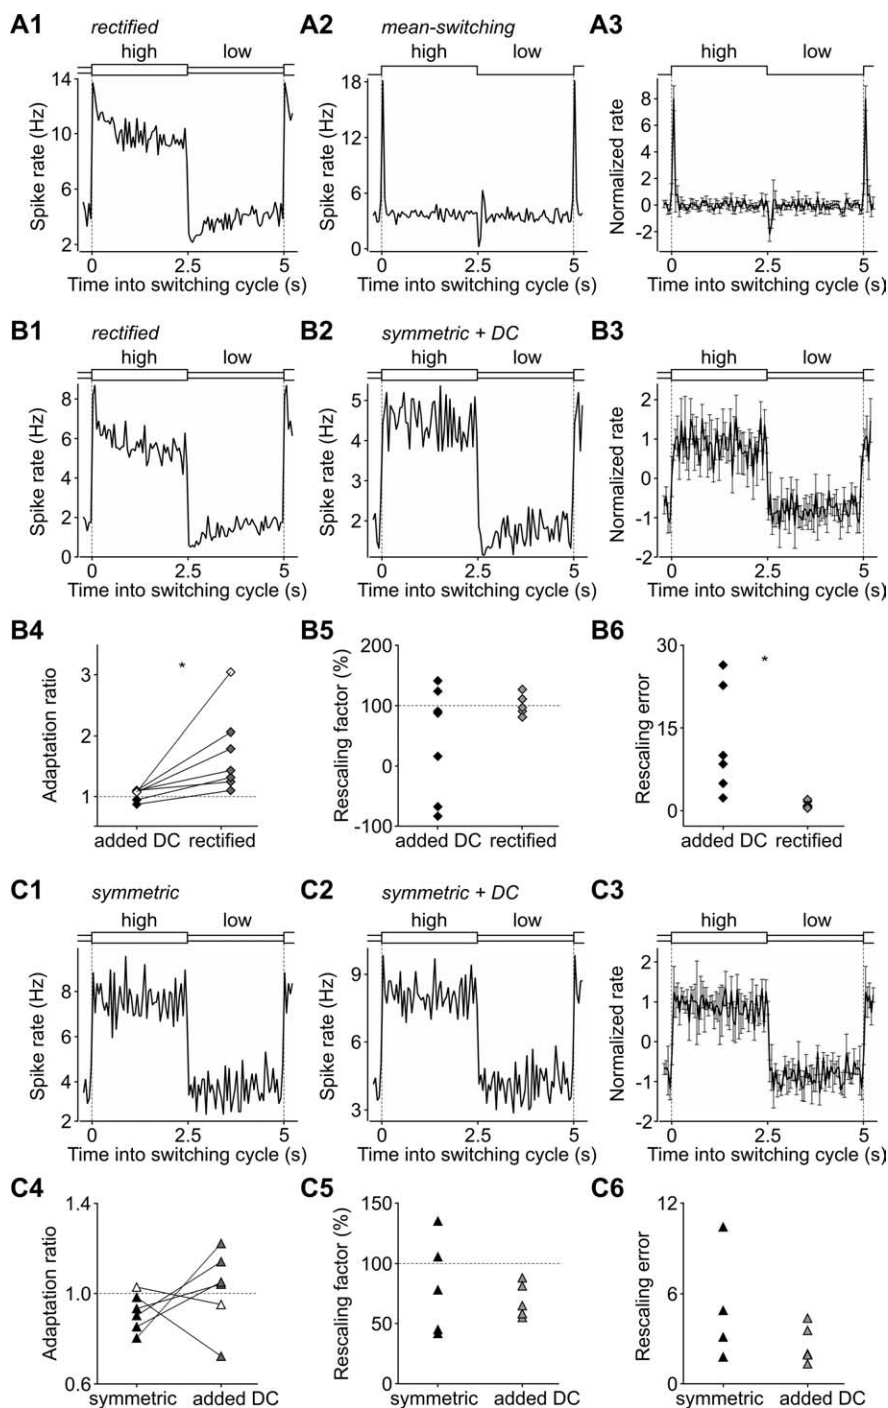 A1 rectified A2 mean-switching A3
high low high low high low
14 10 6 2
Spike rate (Hz)
18 12 6 0
Spike rate (Hz)
8 6 4 2 0 -2
Normalized rate
0 2.5 5 0 2.5 5 0 2.5 5
Time into switching cycle (s) Time into switching cycle (s) Time into switching cycle (s)
B1 rectified B2 symmetric + DC B3
high low high low high low
8 6 4 2 0
Spike rate (Hz)
5 4 3 2
Spike rate (Hz)
2 1 0 -1 -2
Normalized rate
0 2.5 5 0 2.5 5 0 2.5 5
Time into switching cycle (s) Time into switching cycle (s) Time into switching cycle (s)
B4 B5 B6
3 2 1
Adaptation ratio
*
200 100 0 -100
Rescaling factor (%)
30 15 0
Rescaling error
*
added DC rectified added DC rectified added DC rectified
C1 symmetric C2 symmetric + DC C3
high low high low high low
8 6 4 2
Spike rate (Hz)
9 6 3
Spike rate (Hz)
2 1 0 -1 -2
Normalized rate
0 2.5 5 0 2.5 5 0 2.5 5
Time into switching cycle (s) Time into switching cycle (s) Time into switching cycle (s)
C4 C5 C6
1.4 1.0 0.6
Adaptation ratio
150 100 50 0
Rescaling factor (%)
12 6 0
Rescaling error
symmetric added DC symmetric added DC symmetric added DC